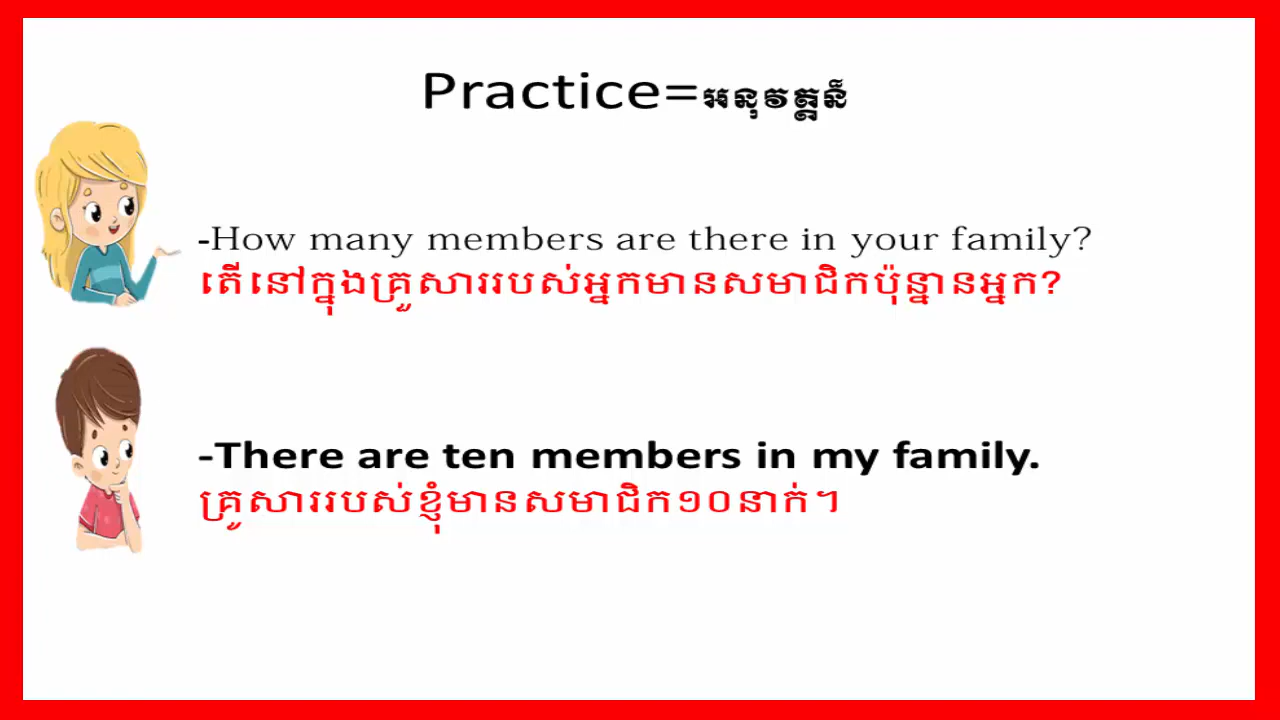 Practice=អនុវត្តន៏
-How many members are there in your family?
តើនៅក្នុងគ្រួសាររបស់អ្នកមានសមាជិកប៉ុន្នានអ្នក?
-There are ten members in my family.
គ្រូសាររបស់ខ្ញុំមានសមាជិក១០នាក់។